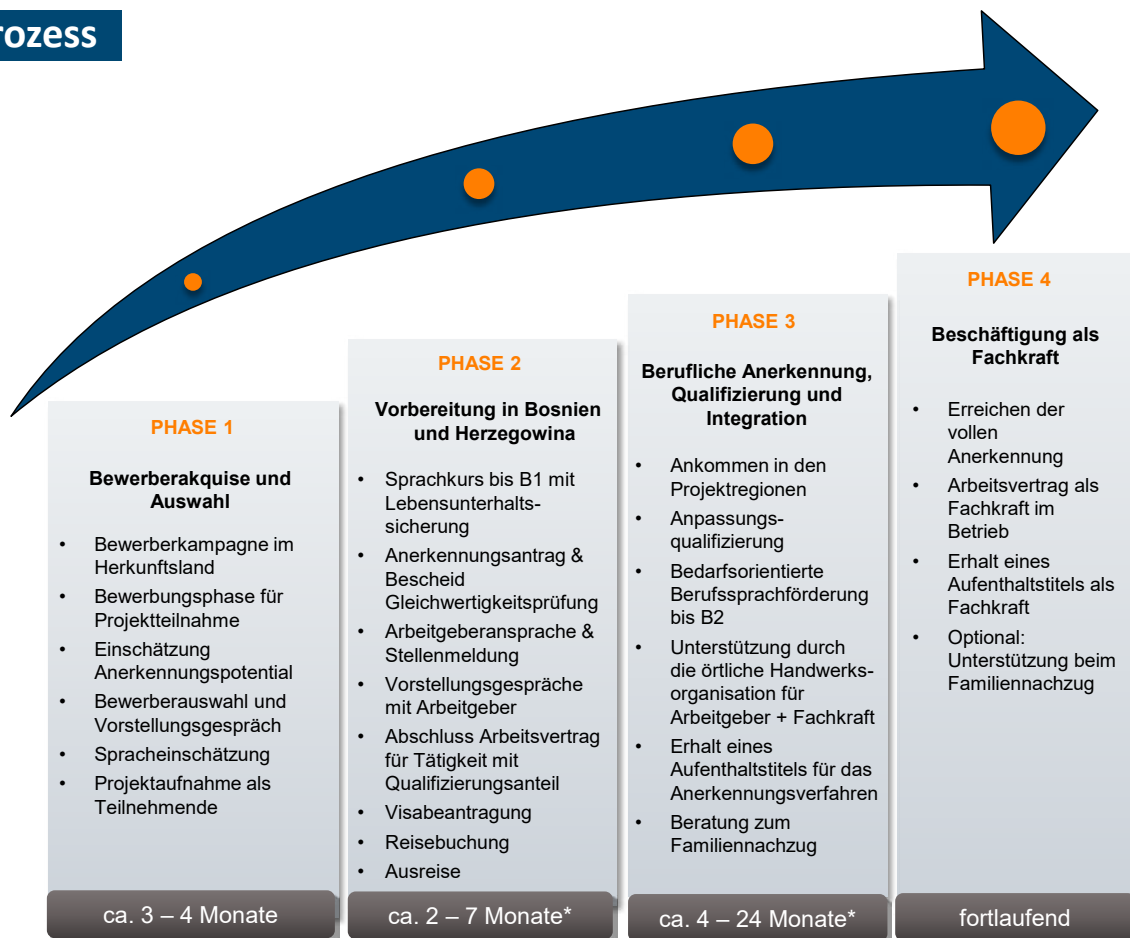 rozess
PHASE 1
Bewerberakquise und
Auswahl
• Bewerberkampagne im
Herkunftsland
• Bewerbungsphase für
Projektteilnahme
• Einschätzung
Anerkennungspotential
• Bewerberauswahl und
Vorstellungsgespräch
• Spracheinschätzung
• Projektaufnahme als
Teilnehmende
ca. 3 – 4 Monate
PHASE 2
Vorbereitung in Bosnien
und Herzegowina
• Sprachkurs bis B1 mit
Lebensunterhalts-
sicherung
• Anerkennungsantrag &
Bescheid
Gleichwertigkeitsprüfung
• Arbeitgeberansprache &
Stellenmeldung
• Vorstellungsgespräche
mit Arbeitgeber
• Abschluss Arbeitsvertrag
für Tätigkeit mit
Qualifizierungsanteil
• Visabeantragung
• Reisebuchung
• Ausreise
ca. 2 – 7 Monate*
PHASE 3
Berufliche Anerkennung,
Qualifizierung und
Integration
• Ankommen in den
Projektregionen
• Anpassungs-
qualifizierung
• Bedarfsorientierte
Berufssprachförderung
bis B2
• Unterstützung durch
die örtliche Handwerks-
organisation für
Arbeitgeber + Fachkraft
• Erhalt eines
Aufenthaltstitels für das
Anerkennungsverfahren
• Beratung zum
Familiennachzug
ca. 4 – 24 Monate*
PHASE 4
Beschäftigung als
Fachkraft
• Erreichen der
vollen
Anerkennung
• Arbeitsvertrag als
Fachkraft im
Betrieb
• Erhalt eines
Aufenthaltstitels als
Fachkraft
• Optional:
Unterstützung beim
Familiennachzug
fortlaufend